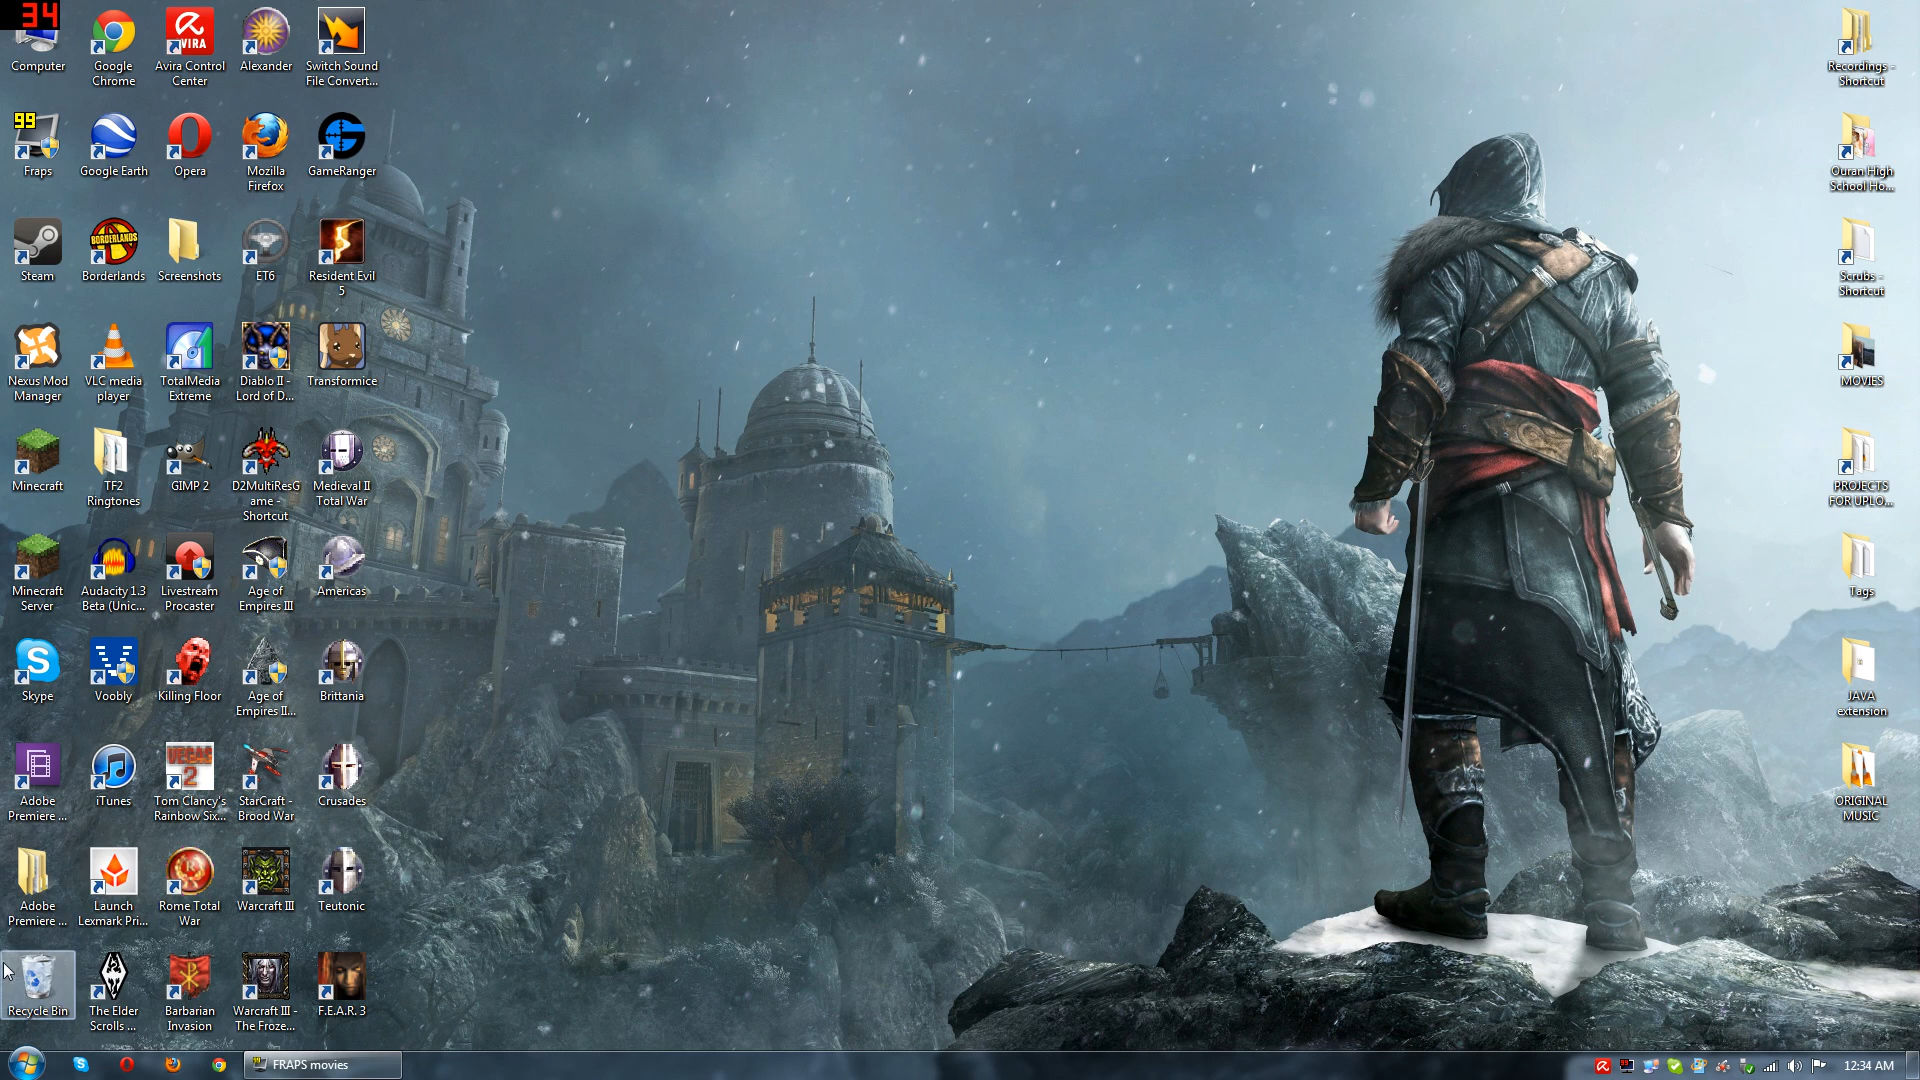 34
Computer
Google
Chrome
AVIRA
Avira Control
Center
Alexander
Switch Sound
File Convert...
99
Fraps
Google Earth
Opera
Mozilla
Firefox
GameRanger
Steam
BORDERLANDS
Borderlands
Screenshots
ET6
Resident Evil
5
Nexus Mod
Manager
VLC media
player
TotalMedia
Extreme
Diablo II -
Lord of D...
Transformice
Minecraft
TF2
Ringtones
GIMP 2
D2MultiResG
ame -
Shortcut
Medieval II
Total War
Minecraft
Server
Audacity 1.3
Beta (Unic...
Livestream
Procaster
Age of
Empires III
Americas
Skype
Voobly
Killing Floor
Age of
Empires II...
Brittania
Adobe
Premiere ...
iTunes
VEGAS
2
Tom Clancy's
Rainbow Six...
StarCraft -
Brood War
Crusades
Adobe
Premiere ...
Launch
Lexmark Pri...
Rome Total
War
Warcraft III
Teutonic
Recycle Bin
The Elder
Scrolls ...
Barbarian
Invasion
Warcraft III -
The Froze...
F.E.A.R. 3
Recordings -
Shortcut
Ouran High
School Ho...
Scrubs -
Shortcut
MOVIES
PROJECTS
FOR UPLO...
Tags
JAVA
extension
ORIGINAL
MUSIC
FRAPS movies
12:34 AM